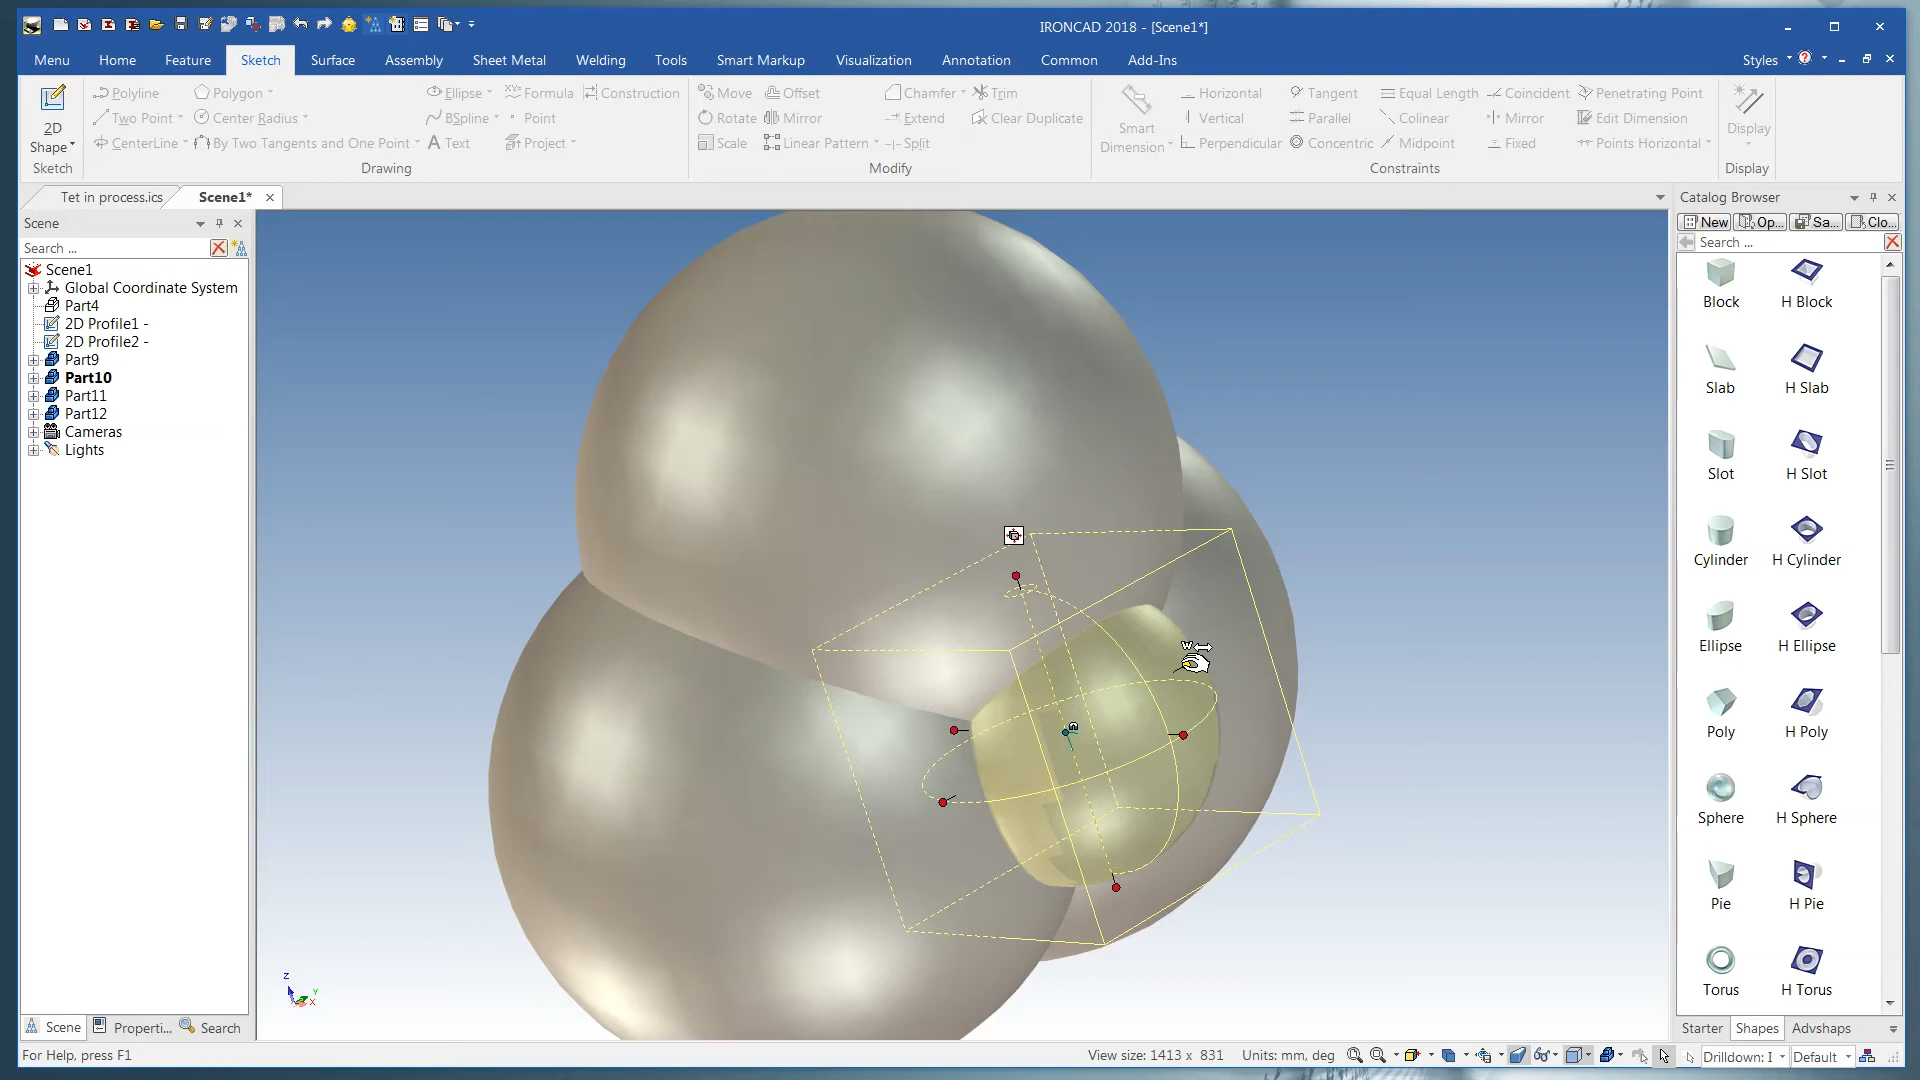 IRONCAD 2018 - [Scene1*]
Menu Home Feature Sketch Surface Assembly Sheet Metal Welding Tools Smart Markup Visualization Annotation Common Add-Ins Styles
Polyline Polygon Ellipse Formula Construction Move Offset Chamfer Trim Horizontal Tangent Equal Length Coincident Penetrating Point
2D Shape Two Point Center Radius BSpline Point Rotate Mirror Extend Clear Duplicate Smart Dimension Vertical Parallel Colinear Mirror Edit Dimension Display
CenterLine By Two Tangents and One Point Text Project Scale Linear Pattern Split Perpendicular Concentric Midpoint Fixed Points Horizontal
Sketch Drawing Modify Constraints Display
Tet in process.ics Scene1*
Scene
Search ...
Scene1
Global Coordinate System
Part4
2D Profile1 -
2D Profile2 -
Part9
Part10
Part11
Part12
Cameras
Lights
W
Z
Y
X
Scene Properti... Search
Catalog Browser
New Op... Sa... Clo...
Search ...
Block H Block
Slab H Slab
Slot H Slot
Cylinder H Cylinder
Ellipse H Ellipse
Poly H Poly
Sphere H Sphere
Pie H Pie
Torus H Torus
Starter Shapes Advshaps
For Help, press F1 View size: 1413 x 831 Units: mm, deg Drilldown: I Default